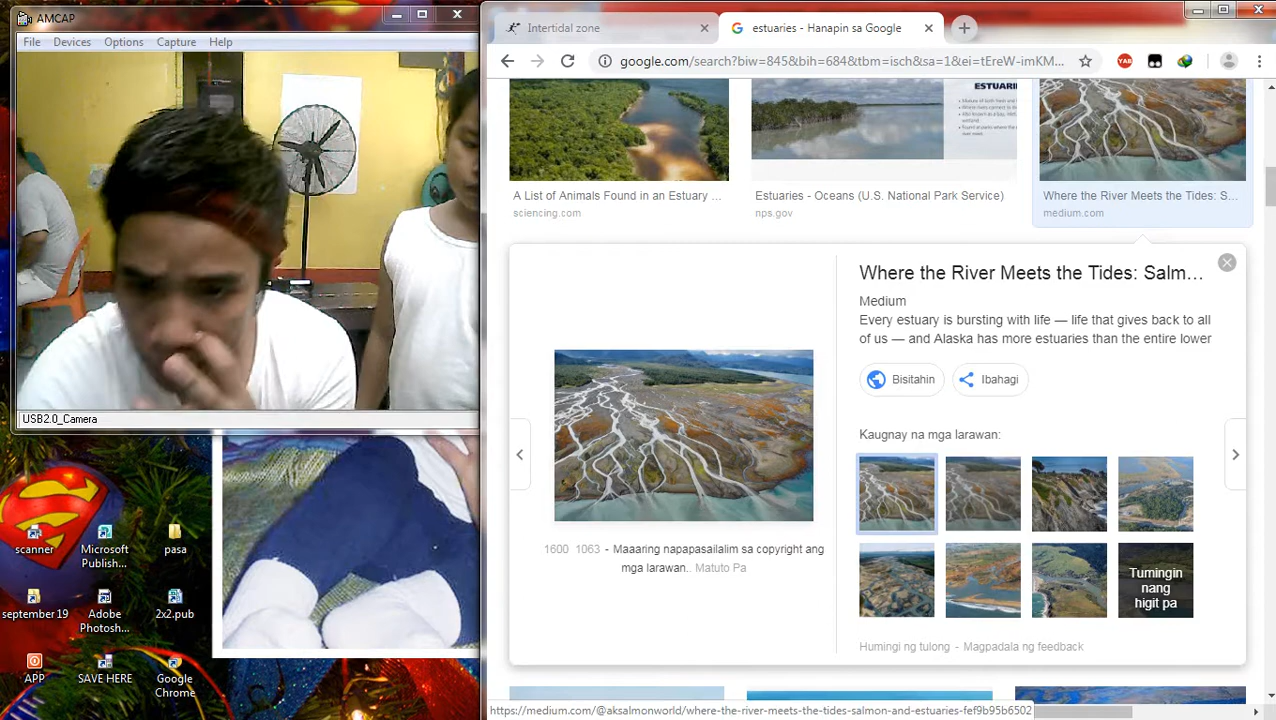 AMCAP
File Devices Options Capture Help
USB2.0_Camera
scanner
Microsoft
Publish...
pasa
september 19
Adobe
Photosh...
2x2.pub
APP
SAVE HERE
Google
Chrome
Intertidal zone
estuaries - Hanapin sa Google
google.com/search?biw=845&bih=684&tbm=isch&sa=1&ei=tEreW-imKM...
YAB
ESTUARI
A List of Animals Found in an Estuary ...
sciencing.com
Estuaries - Oceans (U.S. National Park Service)
nps.gov
Where the River Meets the Tides: S...
medium.com
Where the River Meets the Tides: Salm...
Medium
Every estuary is bursting with life — life that gives back to all
of us — and Alaska has more estuaries than the entire lower
Bisitahin
Ibahagi
Kaugnay na mga larawan:
Tumingin
nang
higit pa
1600 1063 - Maaaring napapasailalim sa copyright ang
mga larawan.. Matuto Pa
Humingi ng tulong - Magpadala ng feedback
https://medium.com/@aksalmonworld/where-the-river-meets-the-tides-salmon-and-estuaries-fef9b95b6502